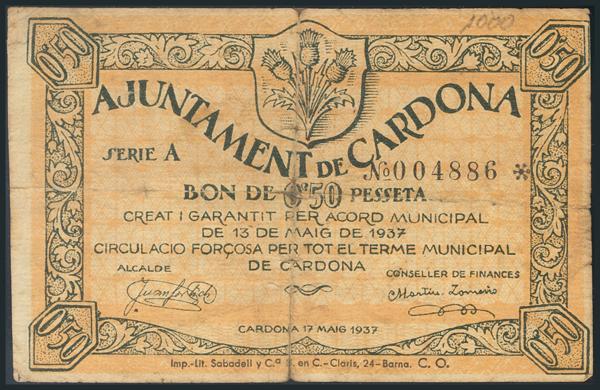 1000
0'50
0'50
AJUNTAMENT DE CARDONA
SERIE A
Nº 004886 *
BON DE 0'50 PESSETA
CREAT I GARANTIT PER ACORD MUNICIPAL
DE 13 DE MAIG DE 1937
CIRCULACIO FORÇOSA PER TOT EL TERME MUNICIPAL
DE CARDONA
ALCALDE
CONSELLER DE FINANCES
CARDONA 17 MAIG 1937
0'50
0'50
Imp.-Lit. Sabadell y Cª S. en C.-Claris, 24-Barna. C. O.